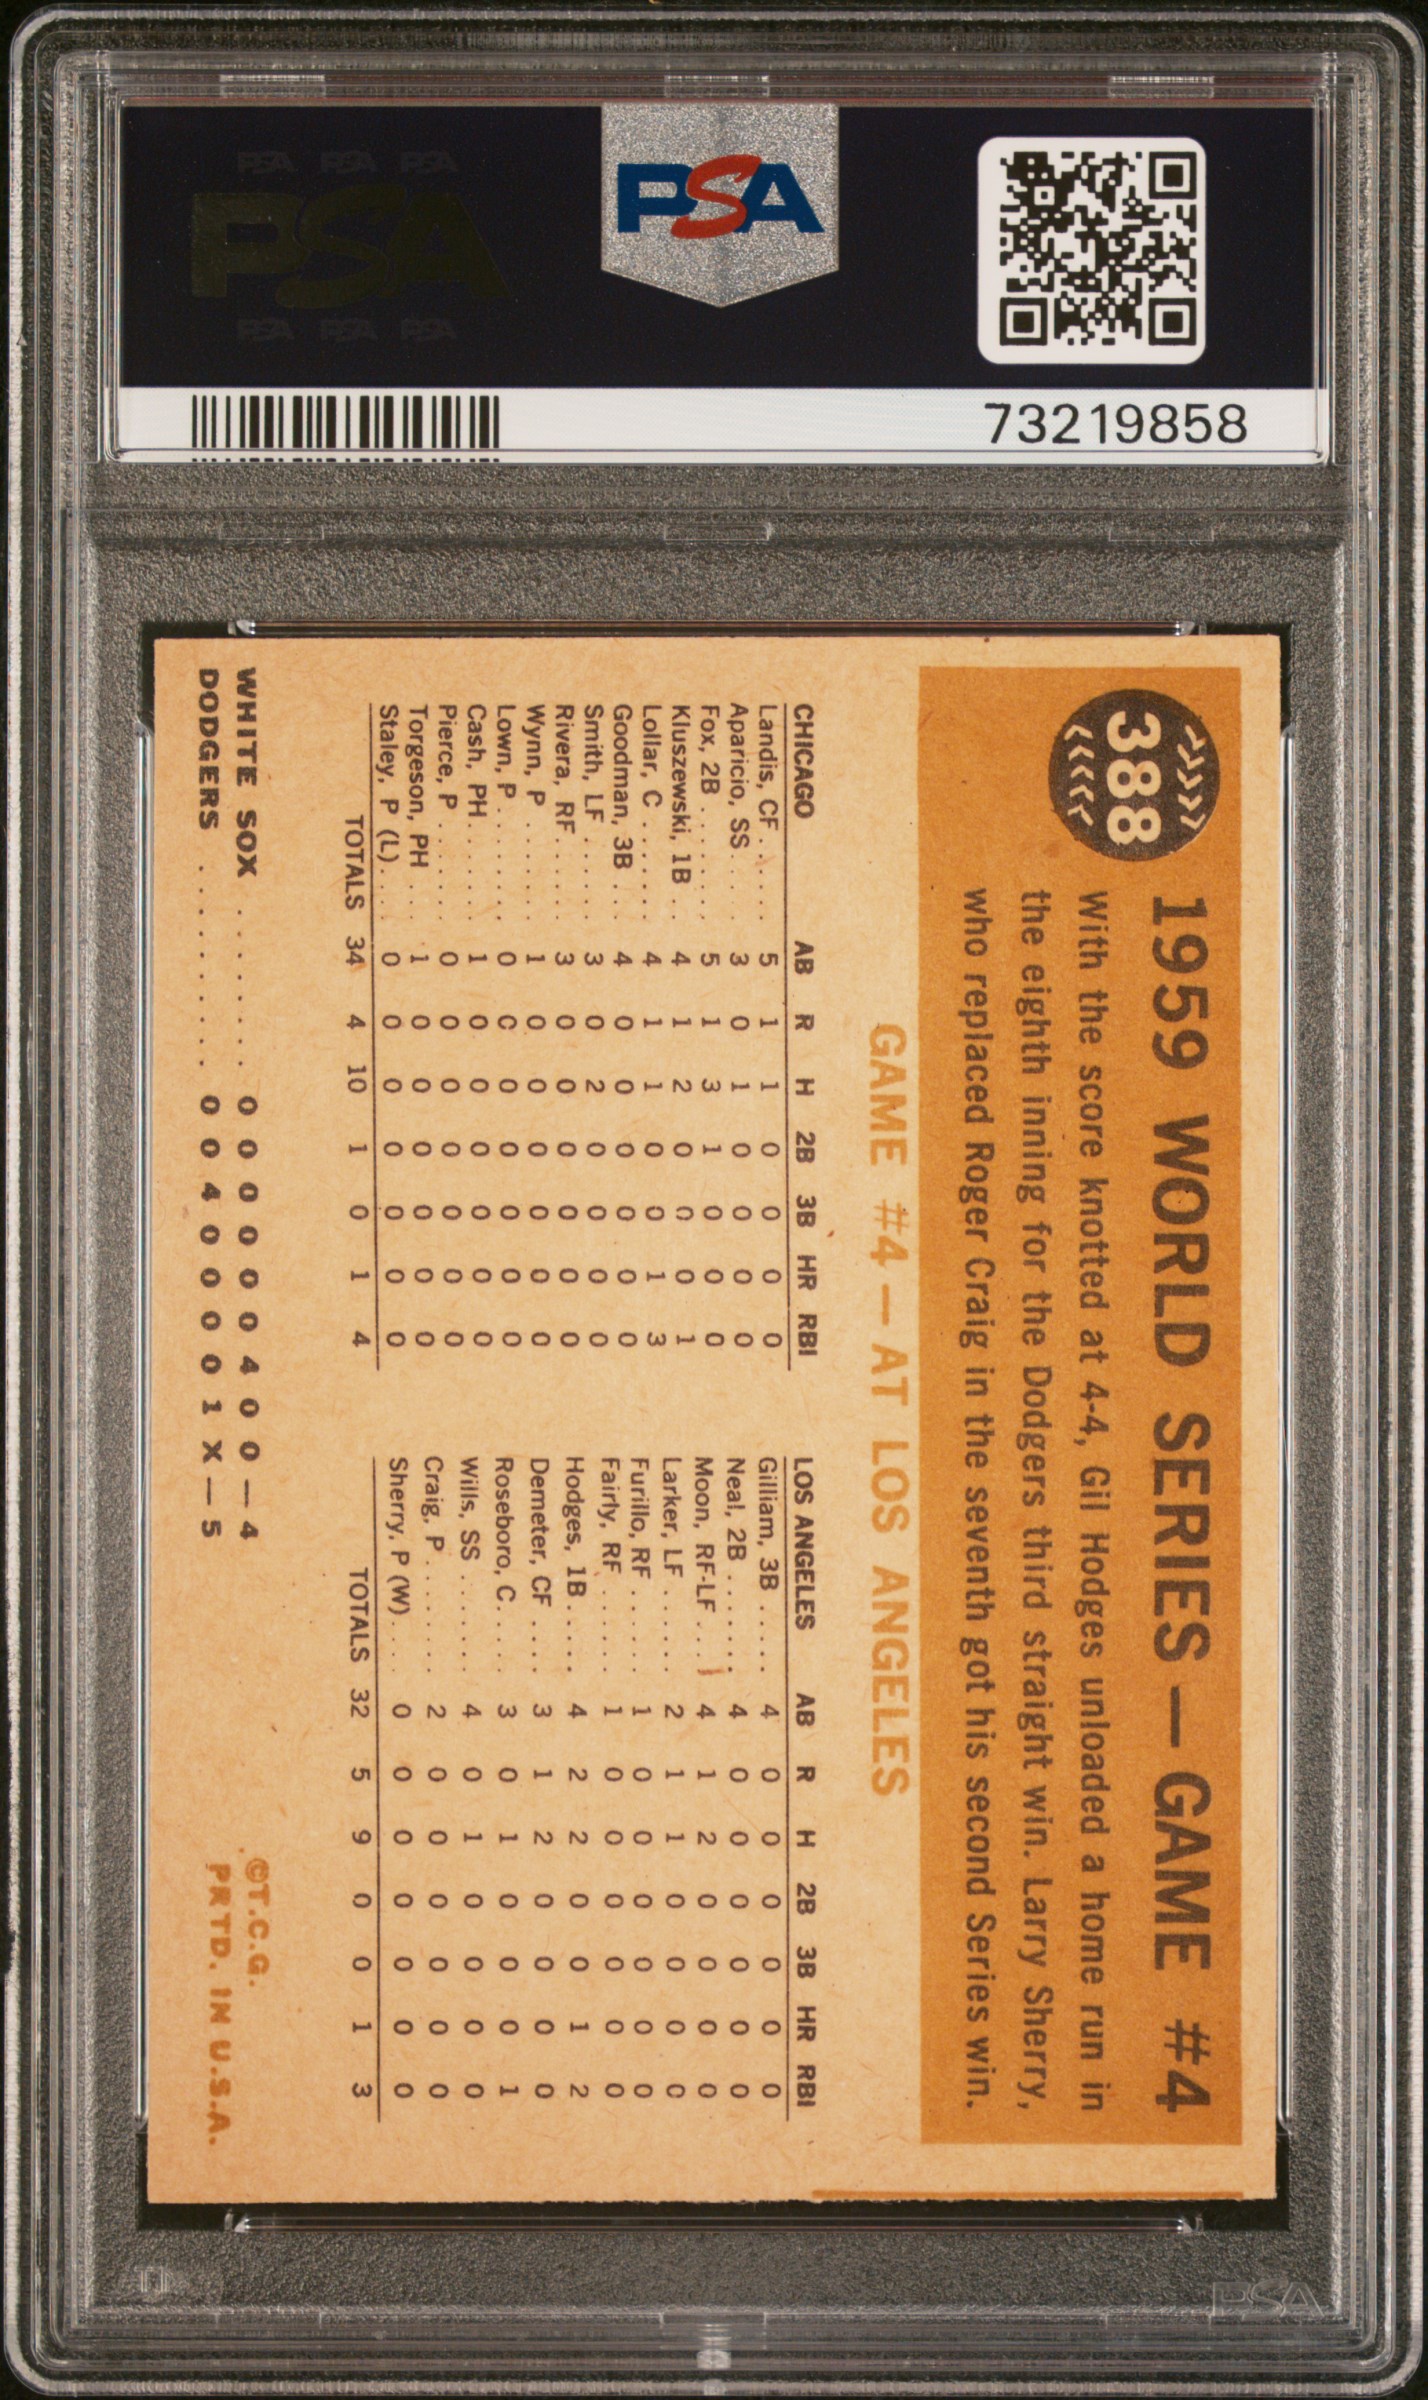 PSA PSA PSA
PSA
PSA PSA PSA
PSA
73219858
388
1959 WORLD SERIES — GAME #4
With the score knotted at 4-4, Gil Hodges unloaded a home run in
the eighth inning for the Dodgers third straight win. Larry Sherry,
who replaced Roger Craig in the seventh got his second Series win.
GAME #4 — AT LOS ANGELES
CHICAGO AB R H 2B 3B HR RBI
Landis, CF...... 5 1 1 0 0 0 0
Aparicio, SS.... 3 0 1 0 0 0 0
Fox, 2B ....... 5 1 3 1 0 0 0
Kluszewski, 1B .. 4 1 2 0 0 0 1
Lollar, C ...... 4 1 1 0 0 1 3
Goodman, 3B ... 4 0 0 0 0 0 0
Smith, LF ...... 3 0 2 0 0 0 0
Rivera, RF...... 3 0 0 0 0 0 0
Wynn, P ....... 1 0 0 0 0 0 0
Lown, P........ 0 0 0 0 0 0 0
Cash, PH....... 1 0 0 0 0 0 0
Pierce, P....... 0 0 0 0 0 0 0
Torgeson, PH ... 1 0 0 0 0 0 0
Staley, P (L).... 0 0 0 0 0 0 0
TOTALS 34 4 10 1 0 1 4
LOS ANGELES AB R H 2B 3B HR RBI
Gilliam, 3B ..... 4 0 0 0 0 0 0
Neal, 2B ....... 4 0 0 0 0 0 0
Moon, RF-LF .... 4 1 2 0 0 0 0
Larker, LF ...... 2 1 1 0 0 0 0
Furillo, RF ...... 1 0 0 0 0 0 0
Fairly, RF ...... 1 0 0 0 0 0 0
Hodges, 1B..... 4 2 2 0 0 1 2
Demeter, CF .... 3 1 2 0 0 0 0
Roseboro, C..... 3 0 1 0 0 0 1
Wills, SS ....... 4 0 1 0 0 0 0
Craig, P ....... 2 0 0 0 0 0 0
Sherry, P (W).... 0 0 0 0 0 0 0
TOTALS 32 5 9 0 0 1 3
WHITE SOX ....... 0 0 0 0 0 0 4 0 0 — 4
DODGERS ........ 0 0 4 0 0 0 0 1 X — 5
©T.C.G.
PRTD. IN U.S.A.
PSA